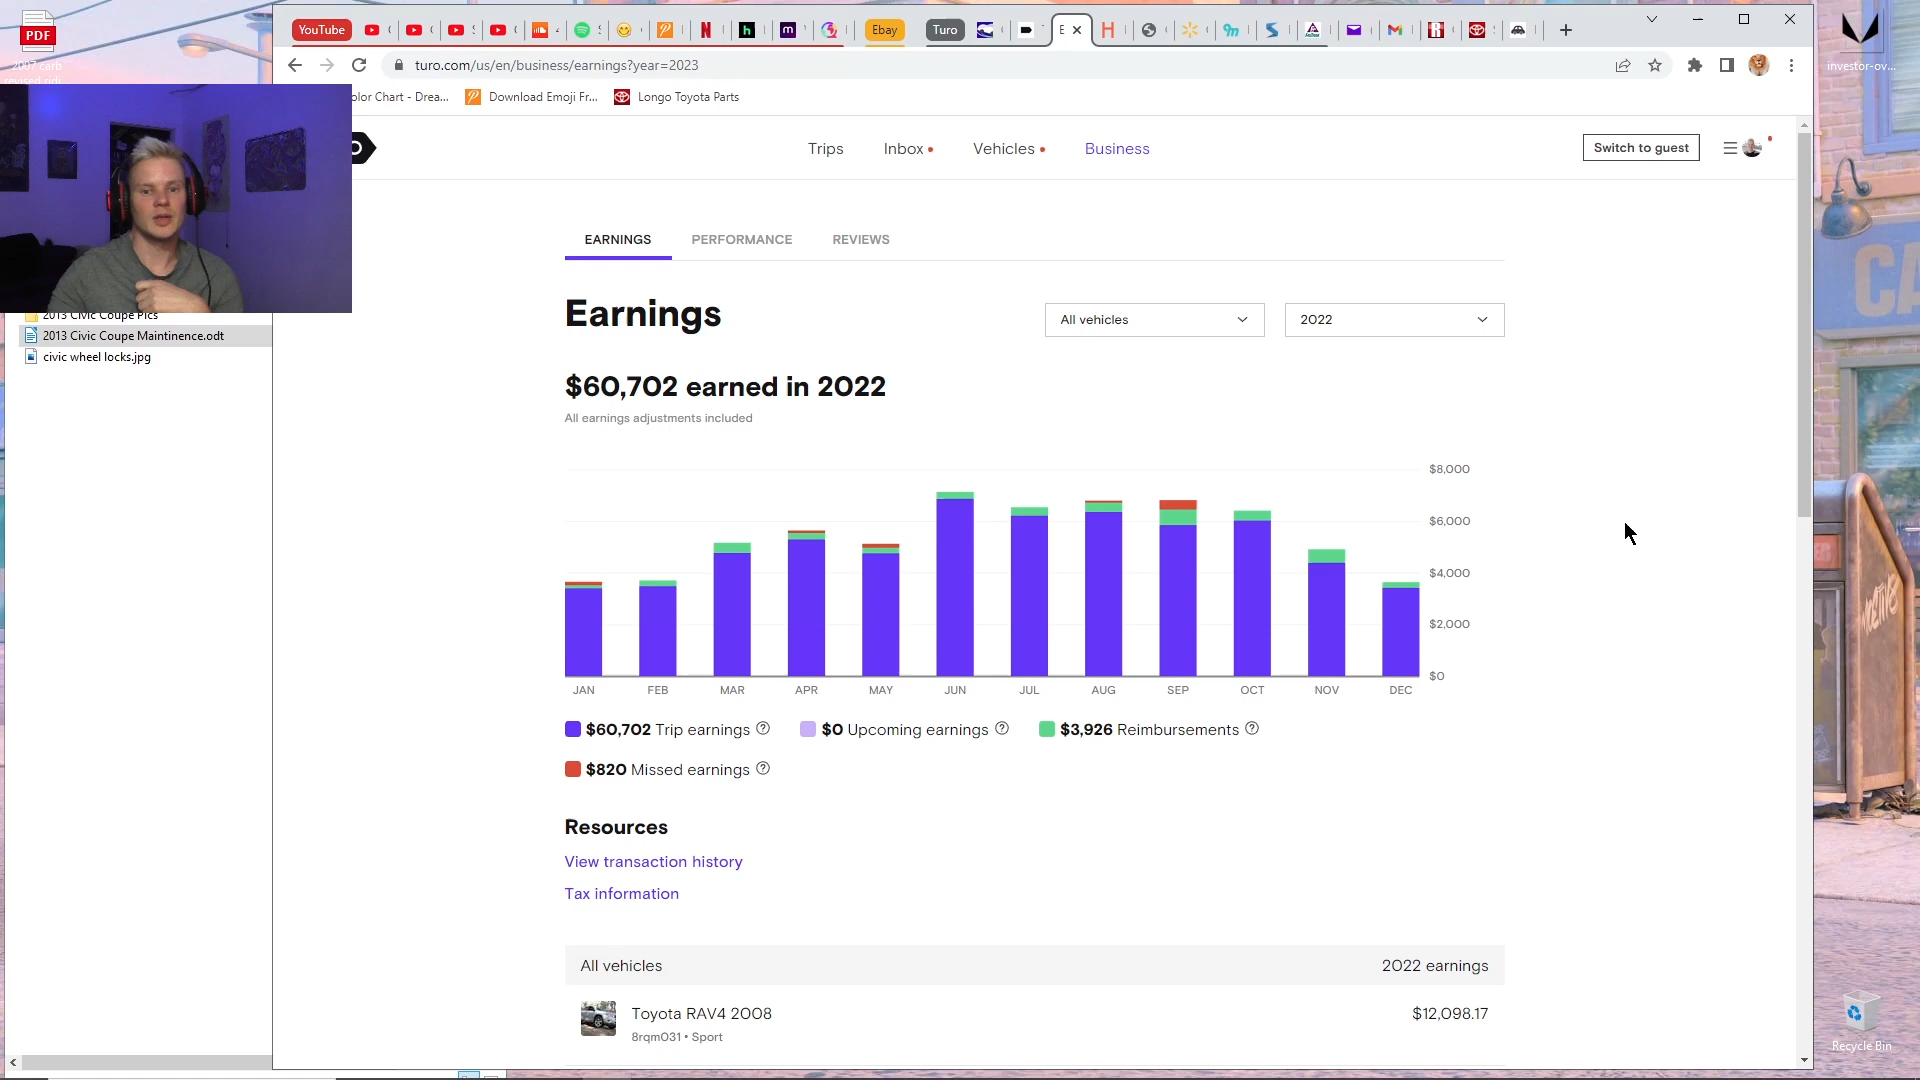 PDF
2007 carb
YouTube
Ebay
Turo
turo.com/us/en/business/earnings?year=2023
investor-ov...
olor Chart - Drea...
Download Emoji Fr...
Longo Toyota Parts
Trips
Inbox
Vehicles
Business
Switch to guest
EARNINGS
PERFORMANCE
REVIEWS
Earnings
All vehicles
2022
2013 Civic Coupe Pics
2013 Civic Coupe Maintinence.odt
civic wheel locks.jpg
$60,702 earned in 2022
All earnings adjustments included
$8,000
$6,000
$4,000
$2,000
$0
JAN FEB MAR APR MAY JUN JUL AUG SEP OCT NOV DEC
$60,702 Trip earnings
$0 Upcoming earnings
$3,926 Reimbursements
$820 Missed earnings
Resources
View transaction history
Tax information
All vehicles
2022 earnings
Toyota RAV4 2008
$12,098.17
8rqm031 • Sport
Recycle Bin